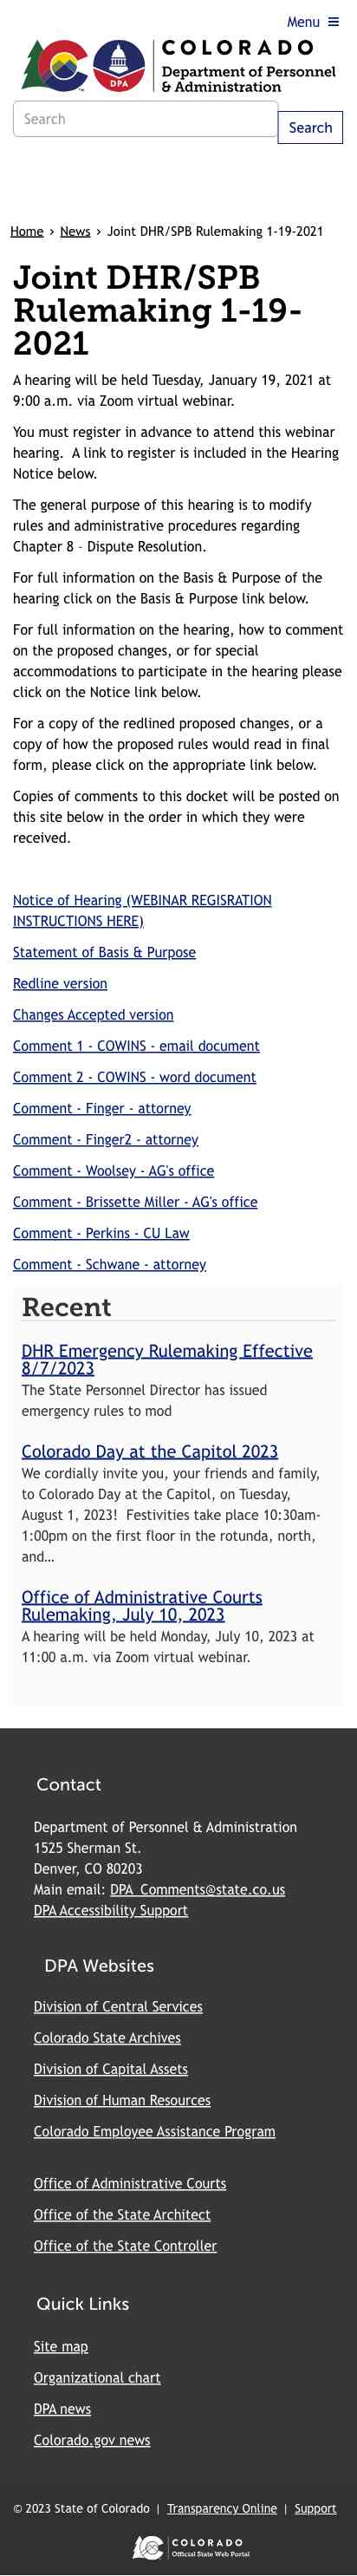 Menu
COLORADO
Department of Personnel
& Administration
DPA
Search
Search
Home > News > Joint DHR/SPB Rulemaking 1-19-2021
Joint DHR/SPB
Rulemaking 1-19-
2021
A hearing will be held Tuesday, January 19, 2021 at
9:00 a.m. via Zoom virtual webinar.
You must register in advance to attend this webinar
hearing.  A link to register is included in the Hearing
Notice below.
The general purpose of this hearing is to modify
rules and administrative procedures regarding
Chapter 8 - Dispute Resolution.
For full information on the Basis & Purpose of the
hearing click on the Basis & Purpose link below.
For full information on the hearing, how to comment
on the proposed changes, or for special
accommodations to participate in the hearing please
click on the Notice link below.
For a copy of the redlined proposed changes, or a
copy of how the proposed rules would read in final
form, please click on the appropriate link below.
Copies of comments to this docket will be posted on
this site below in the order in which they were
received.
Notice of Hearing (WEBINAR REGISRATION
INSTRUCTIONS HERE)
Statement of Basis & Purpose
Redline version
Changes Accepted version
Comment 1 - COWINS - email document
Comment 2 - COWINS - word document
Comment - Finger - attorney
Comment - Finger2 - attorney
Comment - Woolsey - AG's office
Comment - Brissette Miller - AG's office
Comment - Perkins - CU Law
Comment - Schwane - attorney
Recent
DHR Emergency Rulemaking Effective
8/7/2023
The State Personnel Director has issued
emergency rules to mod
Colorado Day at the Capitol 2023
We cordially invite you, your friends and family,
to Colorado Day at the Capitol, on Tuesday,
August 1, 2023!  Festivities take place 10:30am-
1:00pm on the first floor in the rotunda, north,
and...
Office of Administrative Courts
Rulemaking, July 10, 2023
A hearing will be held Monday, July 10, 2023 at
11:00 a.m. via Zoom virtual webinar.
Contact
Department of Personnel & Administration
1525 Sherman St.
Denver, CO 80203
Main email: DPA_Comments@state.co.us
DPA Accessibility Support
DPA Websites
Division of Central Services
Colorado State Archives
Division of Capital Assets
Division of Human Resources
Colorado Employee Assistance Program
Office of Administrative Courts
Office of the State Architect
Office of the State Controller
Quick Links
Site map
Organizational chart
DPA news
Colorado.gov news
© 2023 State of Colorado | Transparency Online | Support
COLORADO
Official State Web Portal